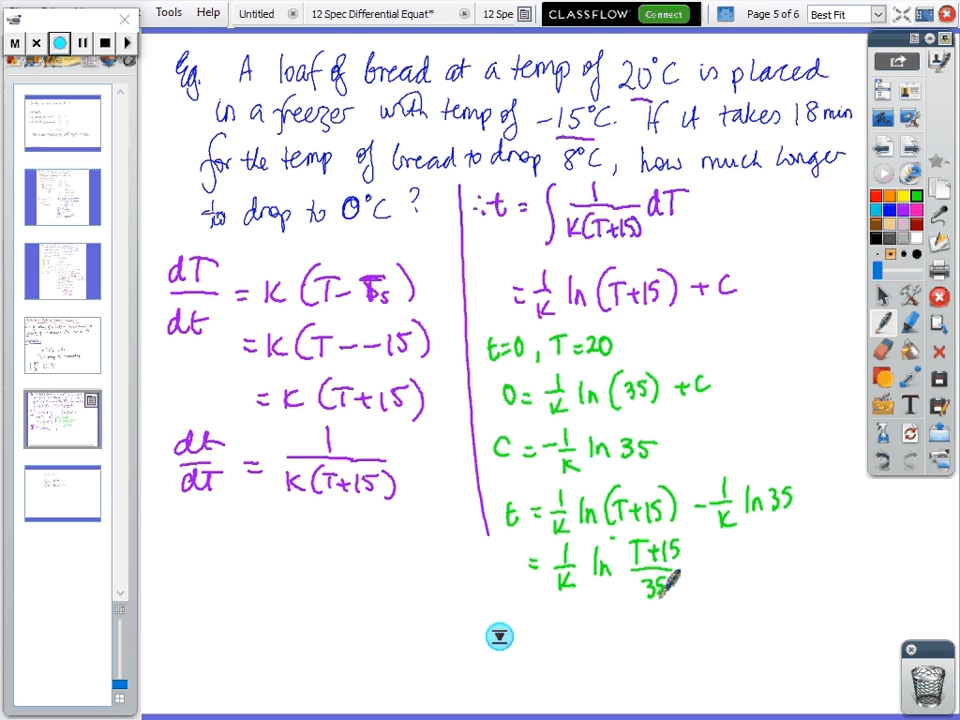 Tools Help Untitled 12 Spec Differential Equat* 12 Spe CLASSFLOW Connect Page 5 of 6 Best Fit
M
Eg. A loaf of bread at a temp of 20°C is placed
in a freezer with temp of -15°C. If it takes 18 min
for the temp of bread to drop 8°C, how much longer
to drop to 0°C?
dT/dt = K(T - Ts)
= K(T - -15)
= K(T+15)
dt/dT = 1/K(T+15)
∴ t = ∫ 1/K(T+15) dT
= 1/K ln(T+15) + C
t=0, T=20
0 = 1/K ln(35) + C
C = -1/K ln 35
t = 1/K ln(T+15) - 1/K ln 35
= 1/K ln T+15/35